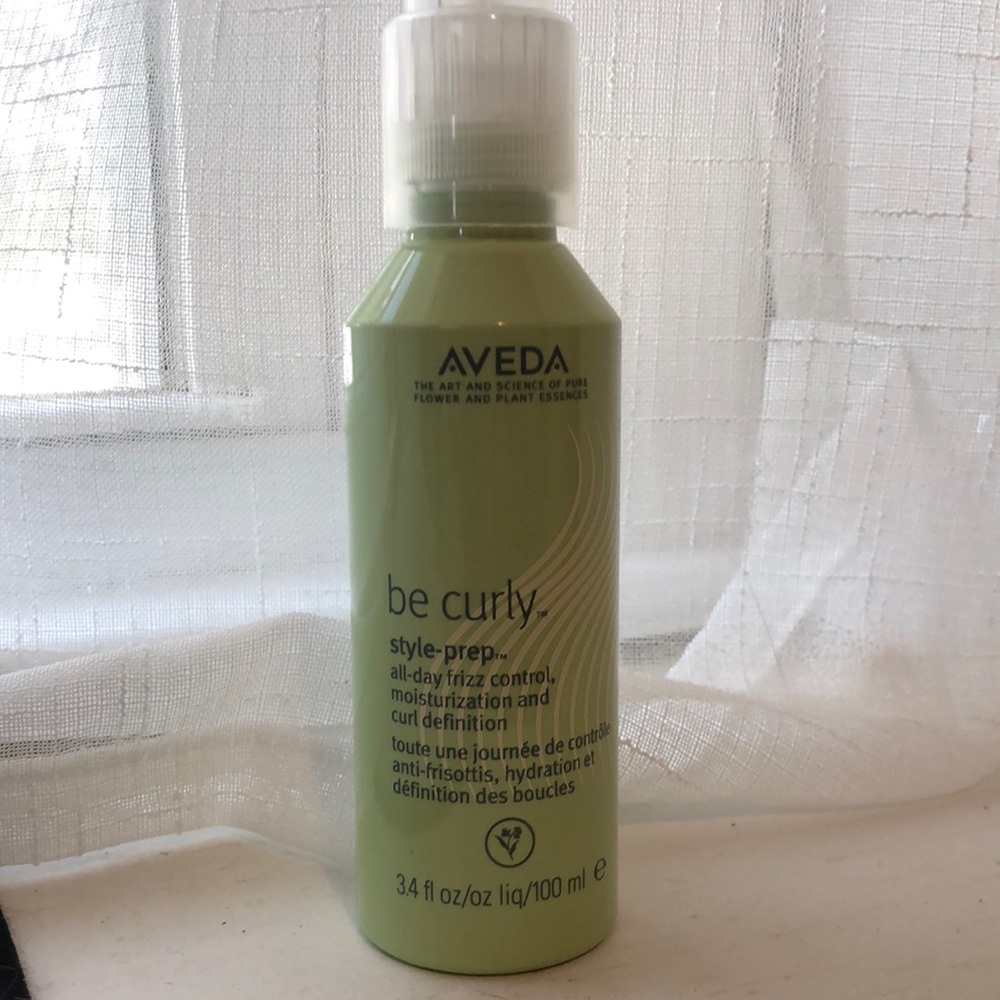 AVEDA
THE ART AND SCIENCE OF PURE
FLOWER AND PLANT ESSENCES
be curly™
style-prep™
all-day frizz control,
moisturization and
curl definition
toute une journée de contrôle
anti-frisottis, hydration et
définition des boucles
3.4 fl oz/oz liq/100 ml ℮